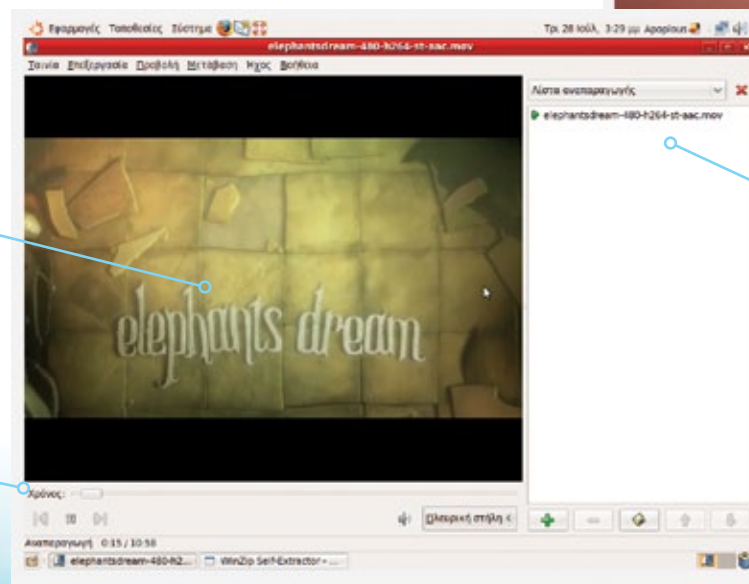 Εφαρμογές Τοποθεσίες Σύστημα
Τρι 28 Ιούλ, 3:29 μμ
elephantsdream-480-h264-st-aac.mov
Ταινία Επεξεργασία Προβολή Μετάβαση Ήχος Βοήθεια
Λίστα αναπαραγωγής
elephantsdream-480-h264-st-aac.mov
elephants dream
Χρόνος:
Πλευρική στήλη <
Αναπαραγωγή 0:15 / 10:58
elephantsdream-480-h2...
WinZip Self-Extractor - ...